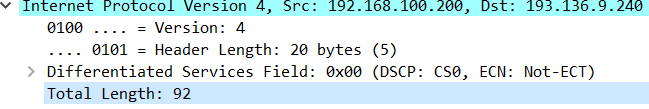 Internet Protocol Version 4, Src: 192.168.100.200, Dst: 193.136.9.240
0100 .... = Version: 4
.... 0101 = Header Length: 20 bytes (5)
Differentiated Services Field: 0x00 (DSCP: CS0, ECN: Not-ECT)
Total Length: 92